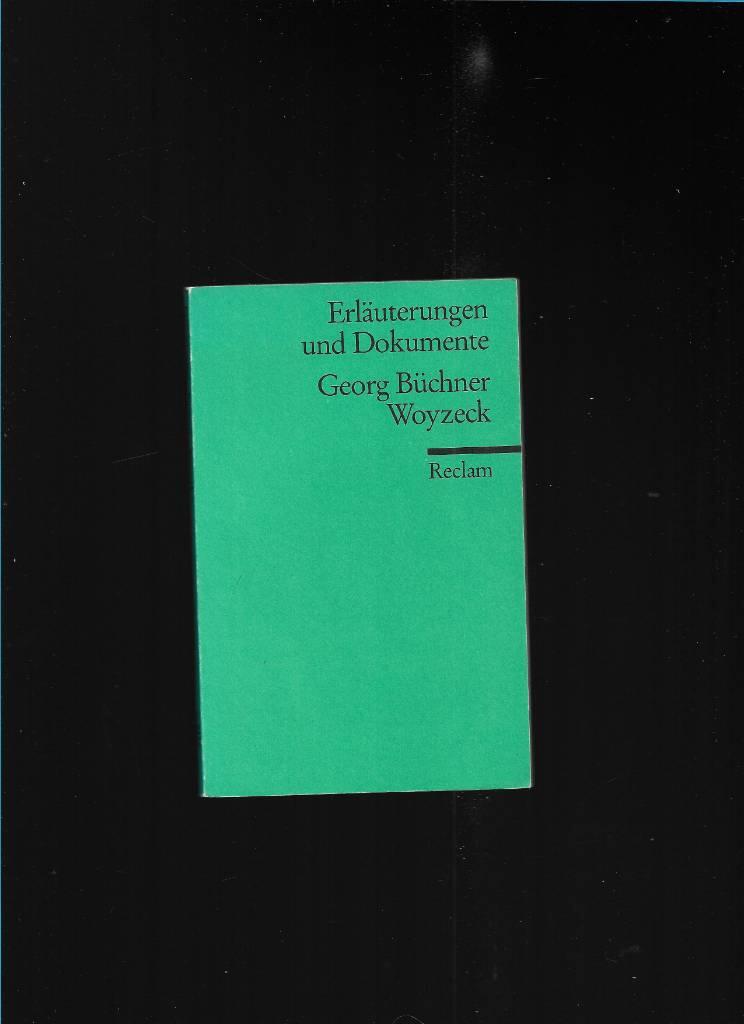 Erläuterungen
und Dokumente
Georg Büchner
Woyzeck
Reclam